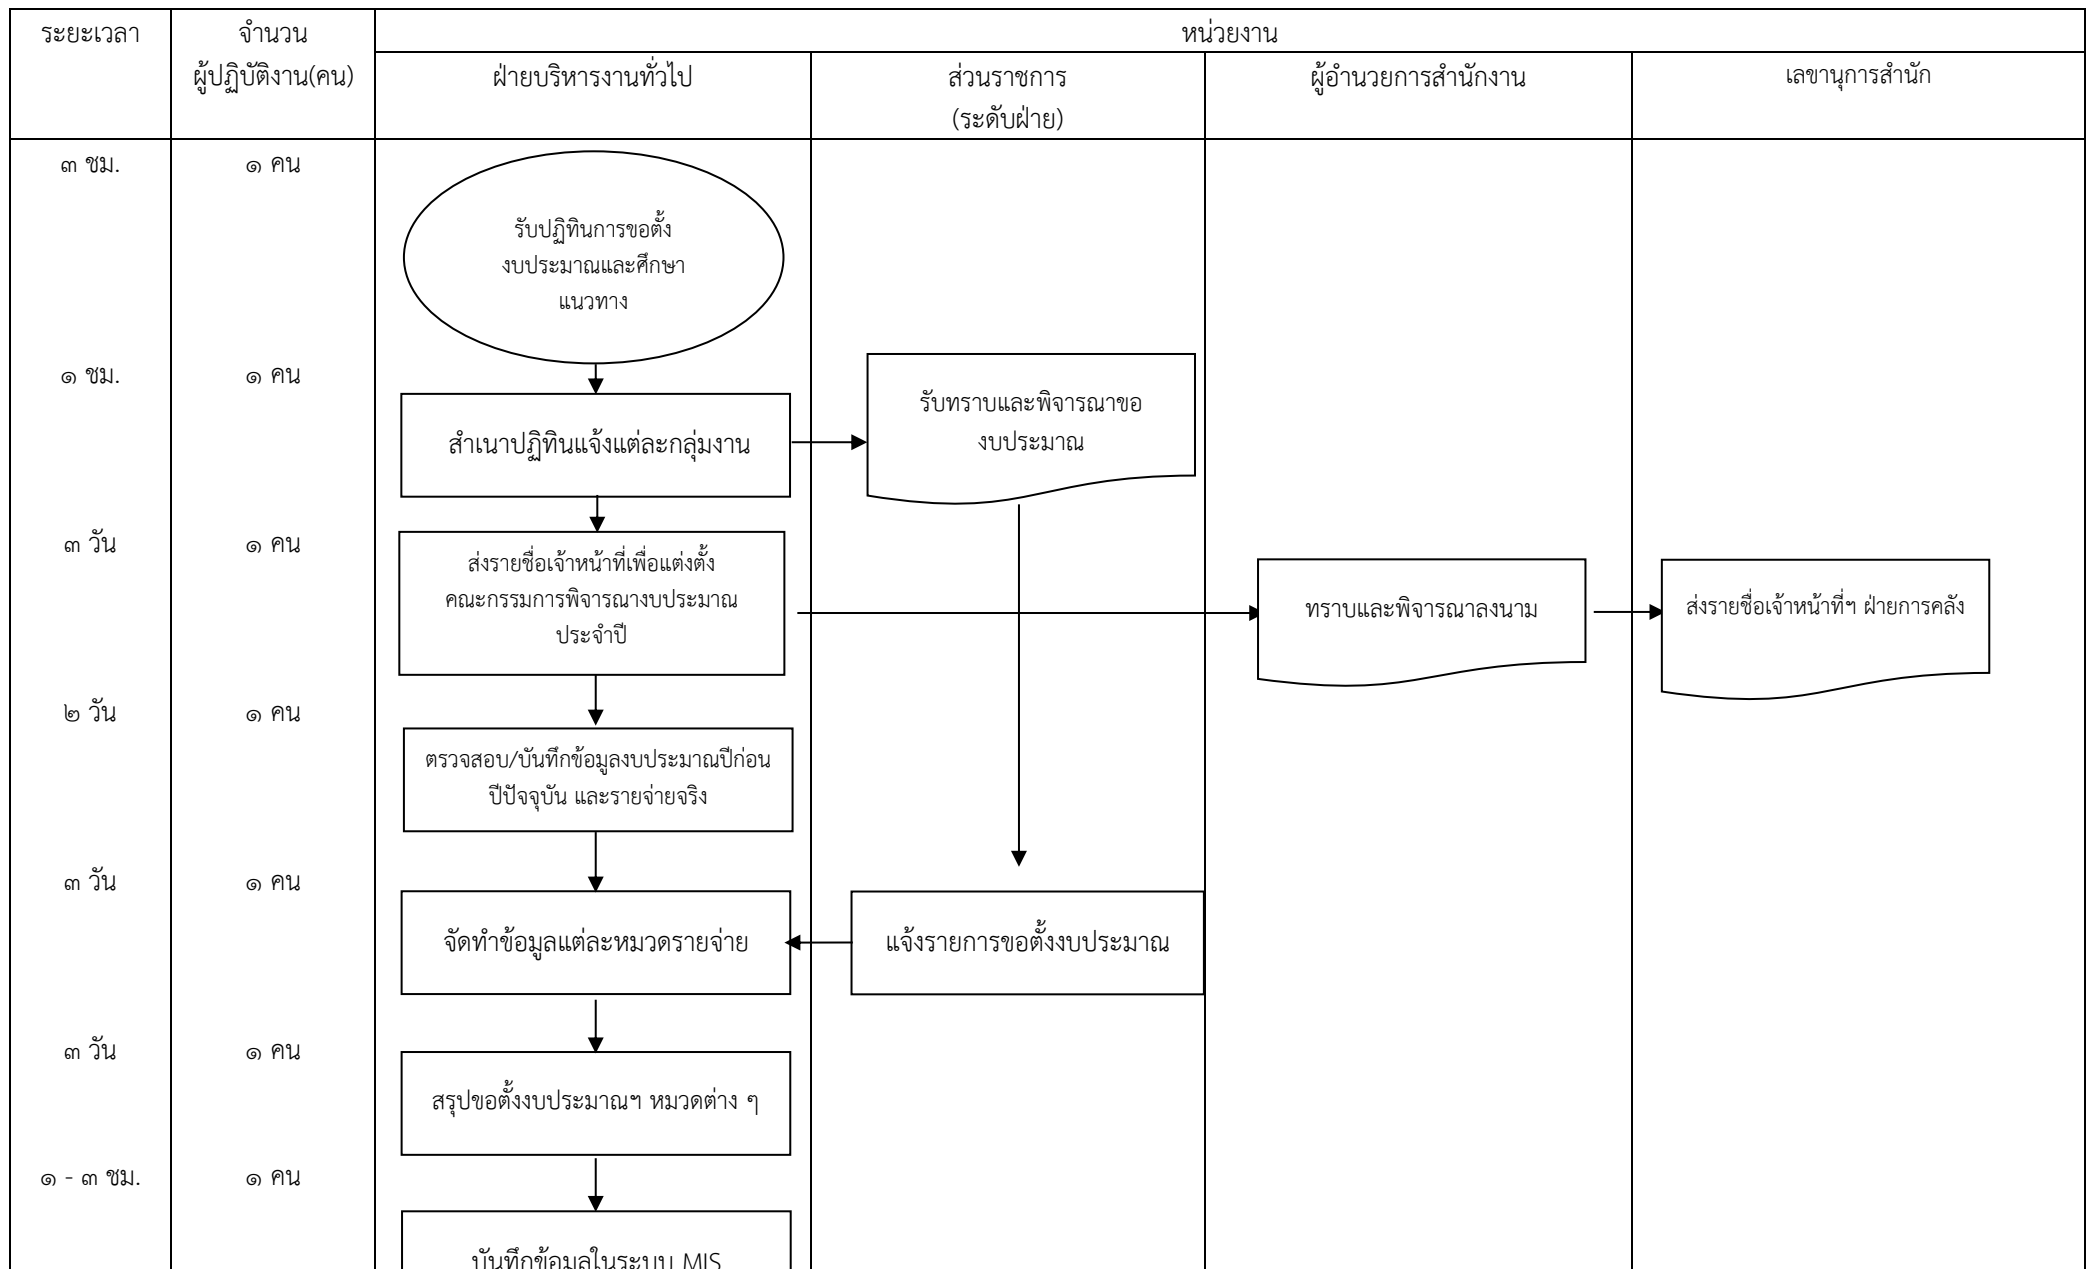 ระยะเวลา
จำนวน
ผู้ปฏิบัติงาน(คน)
หน่วยงาน
ฝ่ายบริหารงานทั่วไป
ส่วนราชการ
(ระดับฝ่าย)
ผู้อำนวยการสำนักงาน
เลขานุการสำนัก
๓ ชม.
๑ คน
รับปฏิทินการขอตั้ง
งบประมาณและศึกษา
แนวทาง
๑ ชม.
๑ คน
สำเนาปฏิทินแจ้งแต่ละกลุ่มงาน
รับทราบและพิจารณาขอ
งบประมาณ
๓ วัน
๑ คน
ส่งรายชื่อเจ้าหน้าที่เพื่อแต่งตั้ง
คณะกรรมการพิจารณางบประมาณ
ประจำปี
ทราบและพิจารณาลงนาม
ส่งรายชื่อเจ้าหน้าที่ฯ ฝ่ายการคลัง
๒ วัน
๑ คน
ตรวจสอบ/บันทึกข้อมูลงบประมาณปีก่อน
ปีปัจจุบัน และรายจ่ายจริง
๓ วัน
๑ คน
จัดทำข้อมูลแต่ละหมวดรายจ่าย
แจ้งรายการขอตั้งงบประมาณ
๓ วัน
๑ คน
สรุปขอตั้งงบประมาณฯ หมวดต่าง ๆ
๑ - ๓ ชม.
๑ คน
บันทึกข้อมูลในระบบ MIS